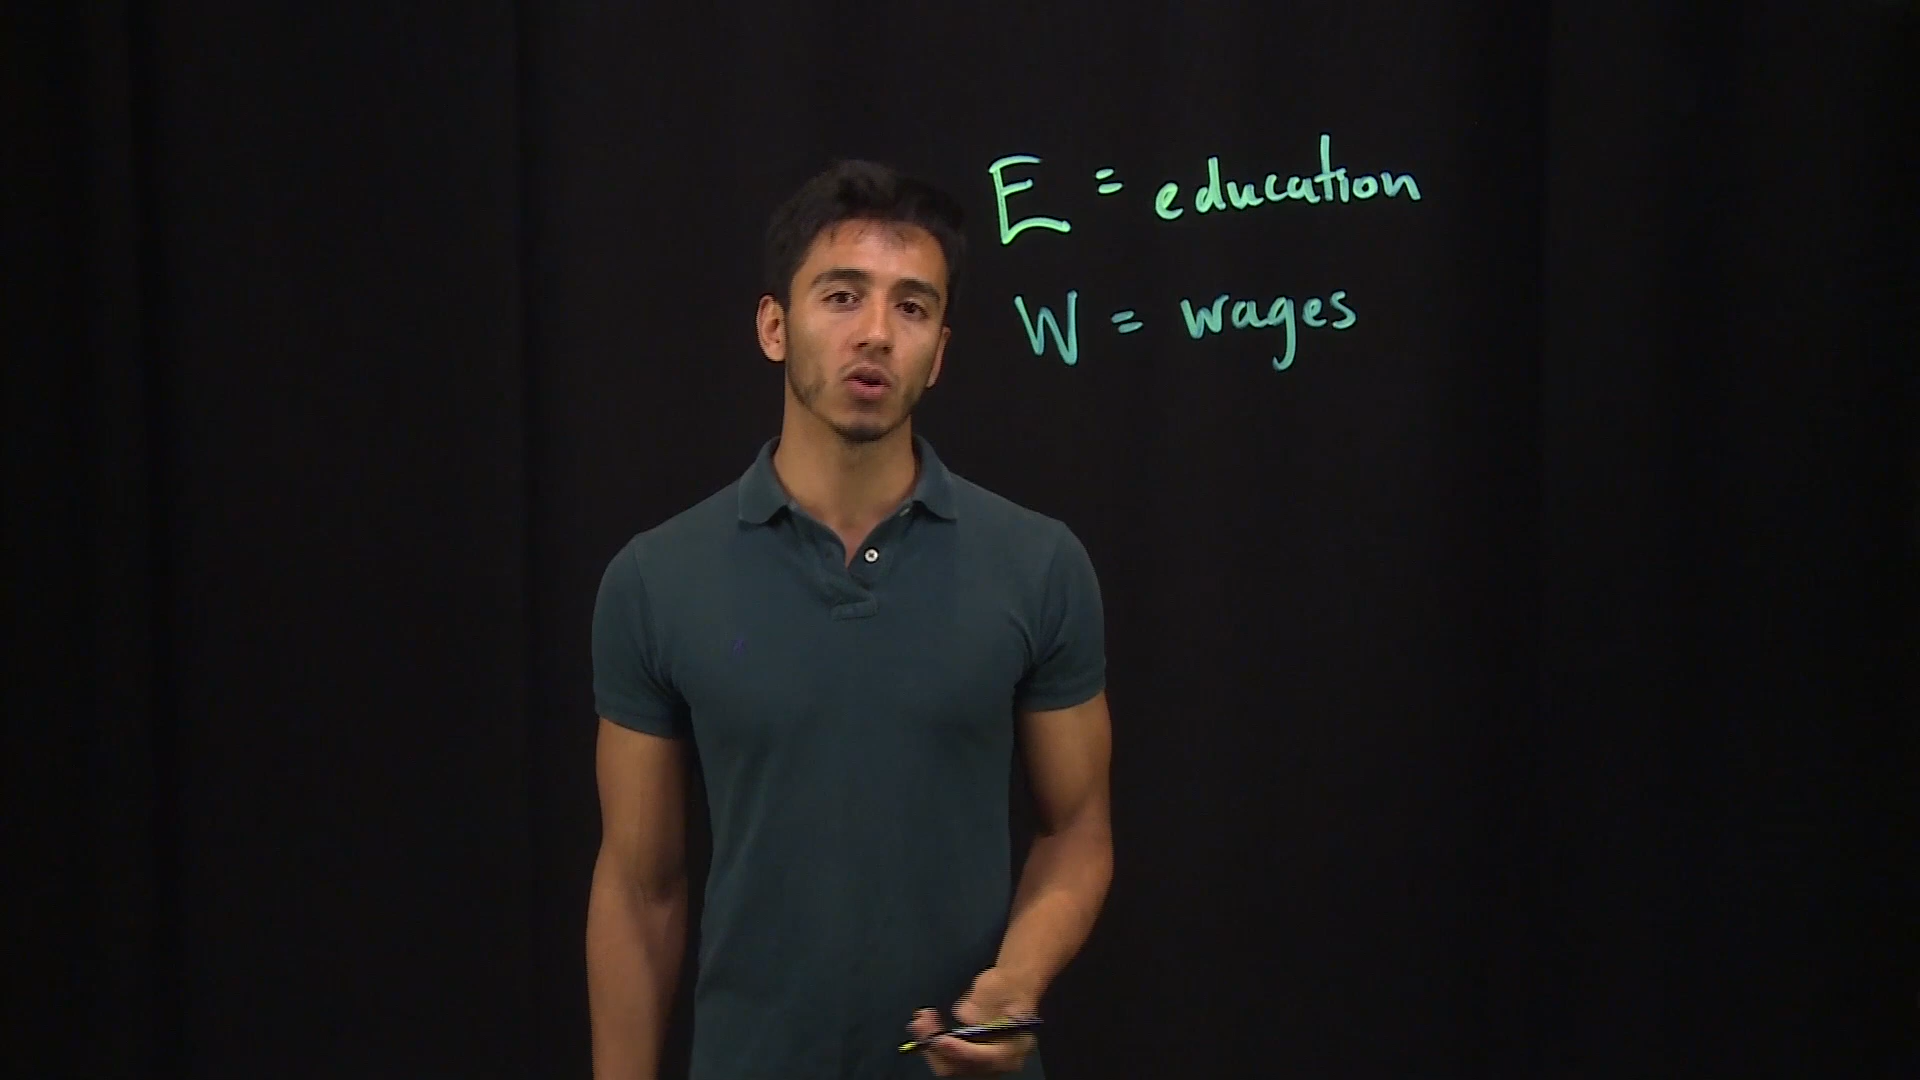 E = education
W = wages